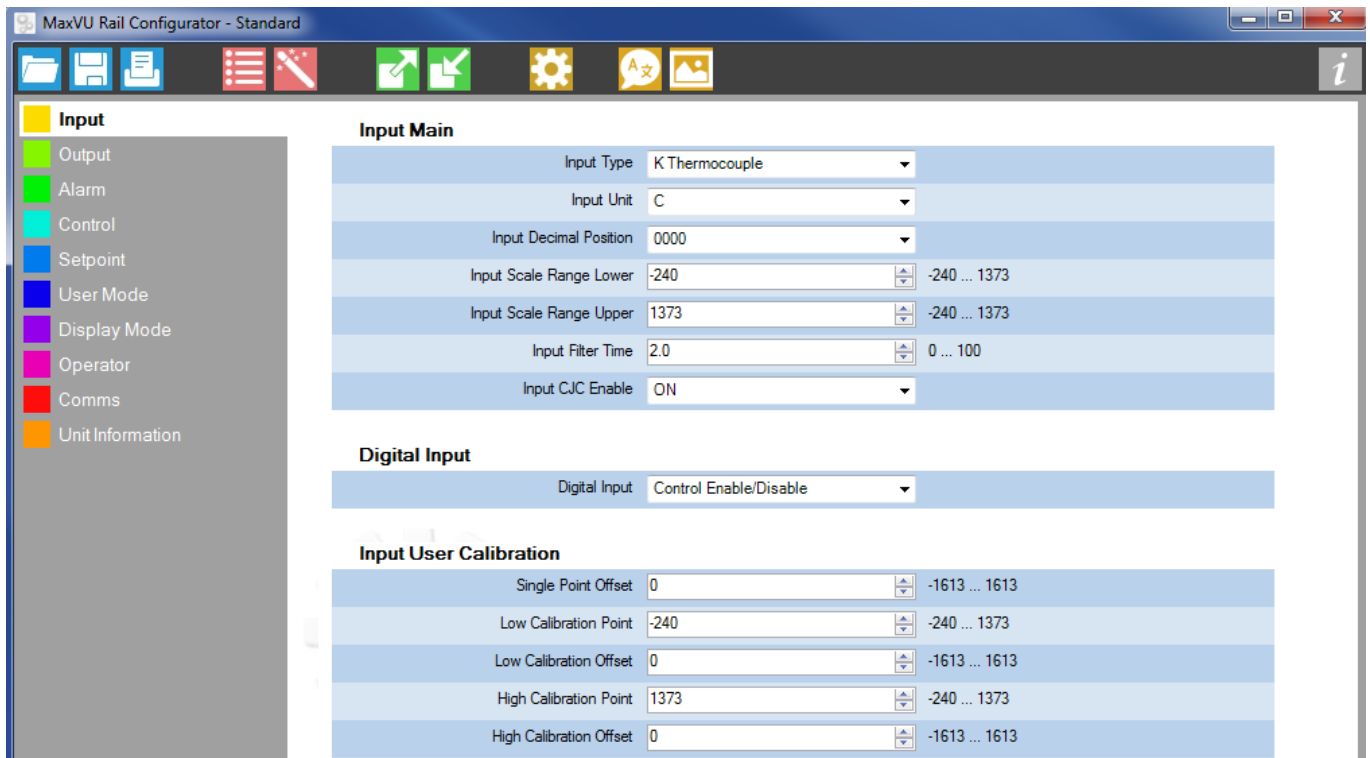 MaxVU Rail Configurator - Standard
Input
Output
Alarm
Control
Setpoint
User Mode
Display Mode
Operator
Comms
Unit Information
Input Main
Input Type K Thermocouple
Input Unit C
Input Decimal Position 0000
Input Scale Range Lower -240 -240 ... 1373
Input Scale Range Upper 1373 -240 ... 1373
Input Filter Time 2.0 0 ... 100
Input CJC Enable ON
Digital Input
Digital Input Control Enable/Disable
Input User Calibration
Single Point Offset 0 -1613 ... 1613
Low Calibration Point -240 -240 ... 1373
Low Calibration Offset 0 -1613 ... 1613
High Calibration Point 1373 -240 ... 1373
High Calibration Offset 0 -1613 ... 1613